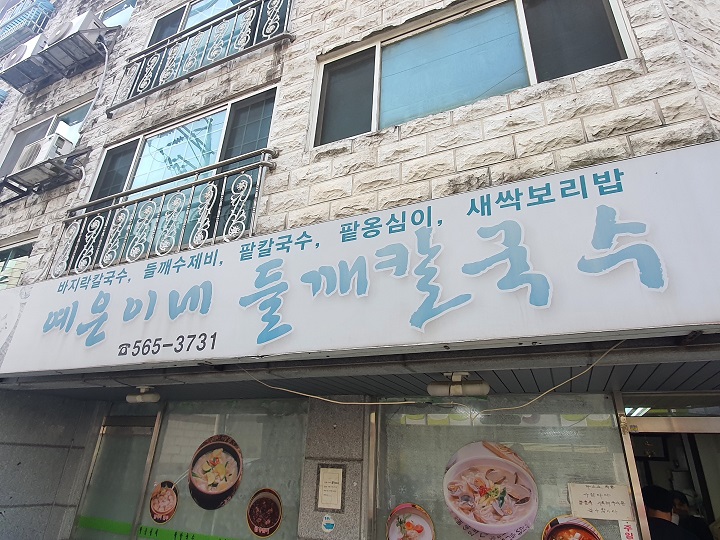 바지락칼국수, 들깨수제비, 팥칼국수, 팥옹심이, 새싹보리밥
예은이네 들깨칼국수
☎565-3731